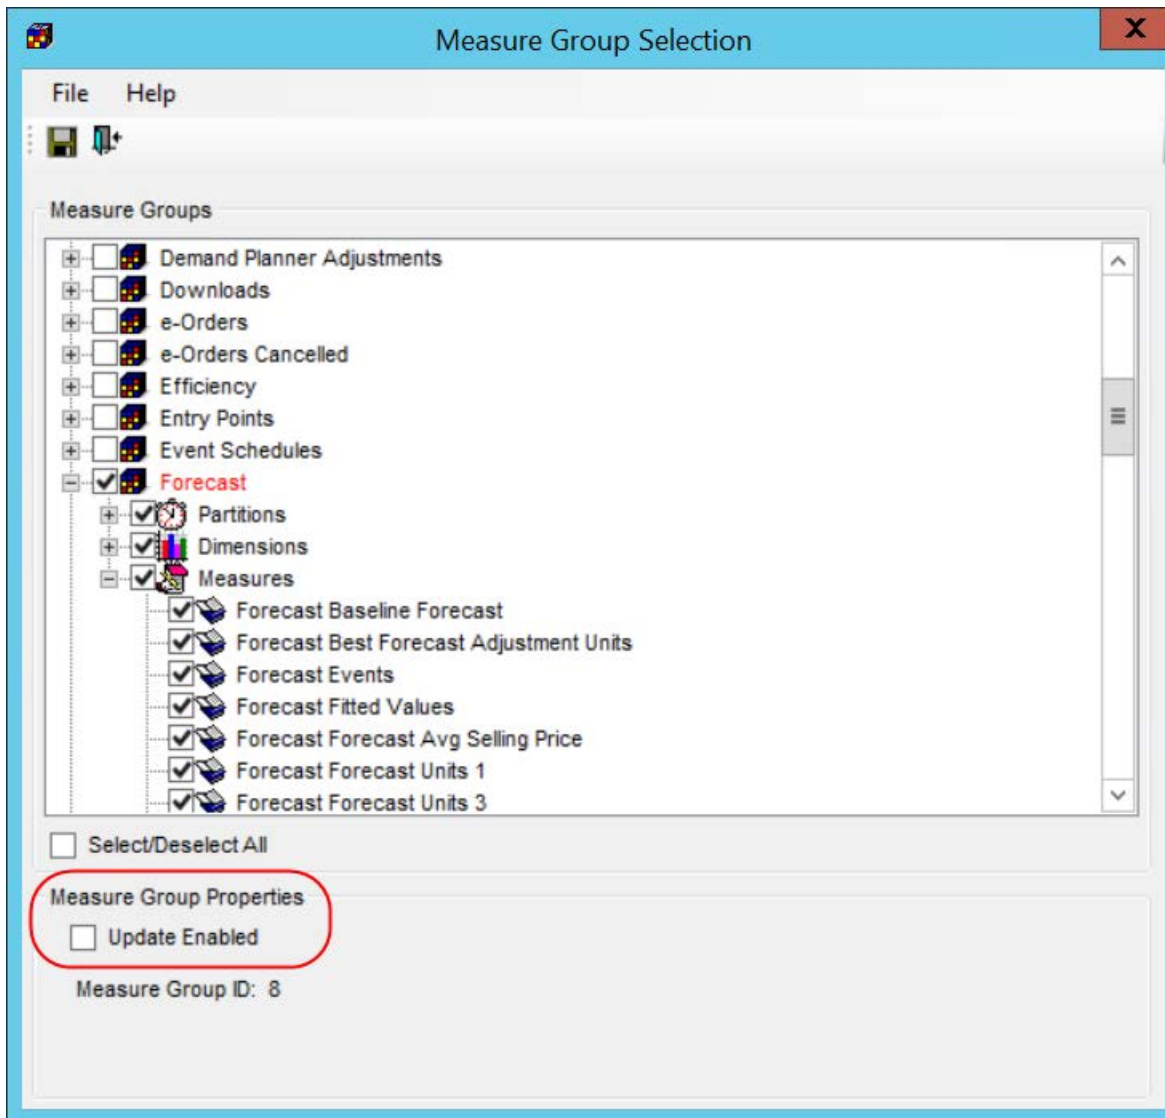 Measure Group Selection
X
File Help
Measure Groups
Demand Planner Adjustments
Downloads
e-Orders
e-Orders Cancelled
Efficiency
Entry Points
Event Schedules
Forecast
Partitions
Dimensions
Measures
Forecast Baseline Forecast
Forecast Best Forecast Adjustment Units
Forecast Events
Forecast Fitted Values
Forecast Forecast Avg Selling Price
Forecast Forecast Units 1
Forecast Forecast Units 3
Select/Deselect All
Measure Group Properties
Update Enabled
Measure Group ID: 8